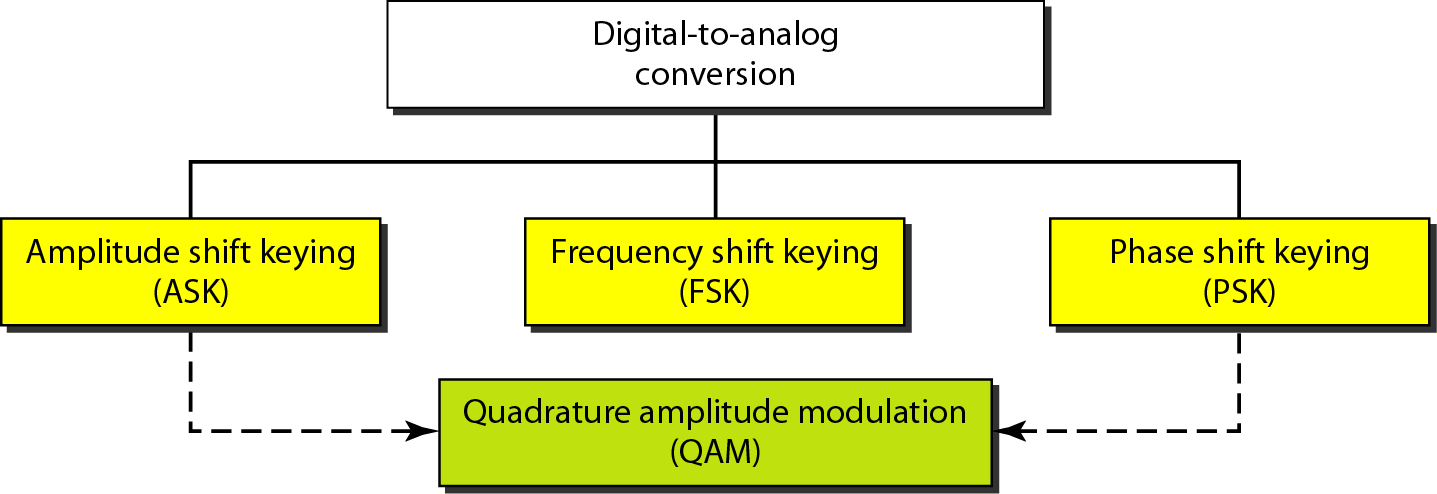 Digital-to-analog
conversion
Amplitude shift keying
(ASK)
Frequency shift keying
(FSK)
Phase shift keying
(PSK)
Quadrature amplitude modulation
(QAM)